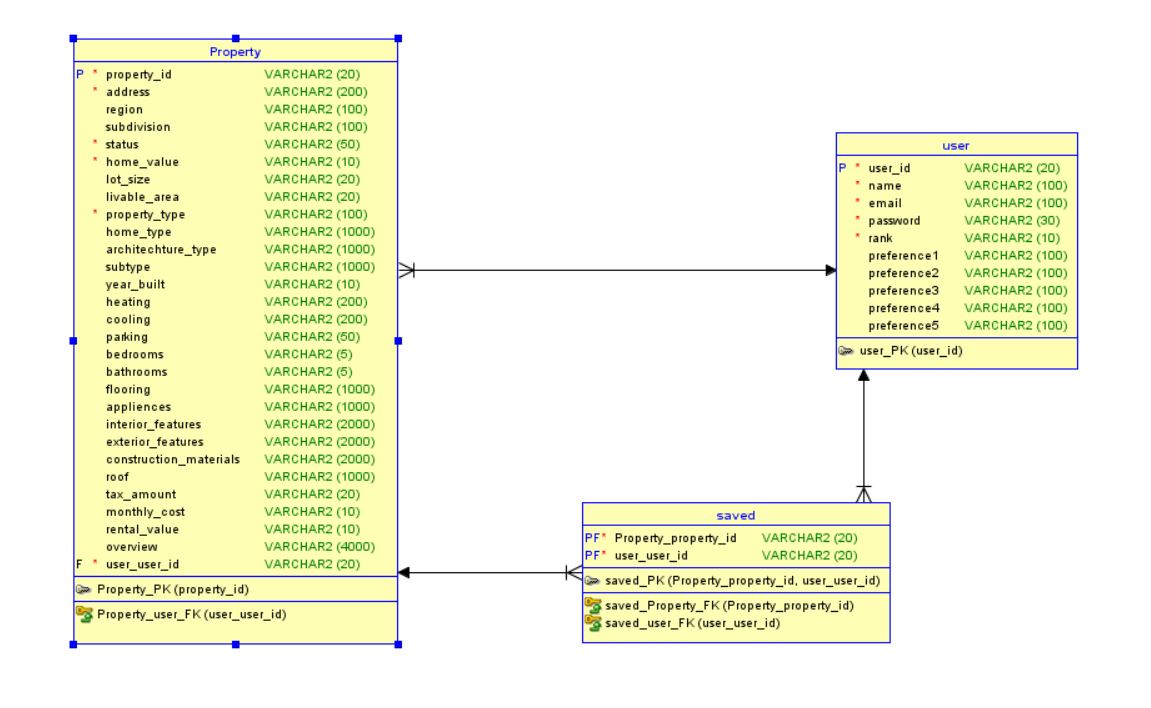 Property
P * property_id VARCHAR2 (20)
* address VARCHAR2 (200)
region VARCHAR2 (100)
subdivision VARCHAR2 (100)
* status VARCHAR2 (50)
* home_value VARCHAR2 (10)
lot_size VARCHAR2 (20)
livable_area VARCHAR2 (20)
* property_type VARCHAR2 (100)
home_type VARCHAR2 (1000)
architechture_type VARCHAR2 (1000)
subtype VARCHAR2 (1000)
year_built VARCHAR2 (10)
heating VARCHAR2 (200)
cooling VARCHAR2 (200)
parking VARCHAR2 (50)
bedrooms VARCHAR2 (5)
bathrooms VARCHAR2 (5)
flooring VARCHAR2 (1000)
appliences VARCHAR2 (1000)
interior_features VARCHAR2 (2000)
exterior_features VARCHAR2 (2000)
construction_materials VARCHAR2 (2000)
roof VARCHAR2 (1000)
tax_amount VARCHAR2 (20)
monthly_cost VARCHAR2 (10)
rental_value VARCHAR2 (10)
overview VARCHAR2 (4000)
F * user_user_id VARCHAR2 (20)
Property_PK (property_id)
Property_user_FK (user_user_id)
user
P * user_id VARCHAR2 (20)
* name VARCHAR2 (100)
* email VARCHAR2 (100)
* password VARCHAR2 (30)
* rank VARCHAR2 (10)
preference1 VARCHAR2 (100)
preference2 VARCHAR2 (100)
preference3 VARCHAR2 (100)
preference4 VARCHAR2 (100)
preference5 VARCHAR2 (100)
user_PK (user_id)
saved
PF* Property_property_id VARCHAR2 (20)
PF* user_user_id VARCHAR2 (20)
saved_PK (Property_property_id, user_user_id)
saved_Property_FK (Property_property_id)
saved_user_FK (user_user_id)